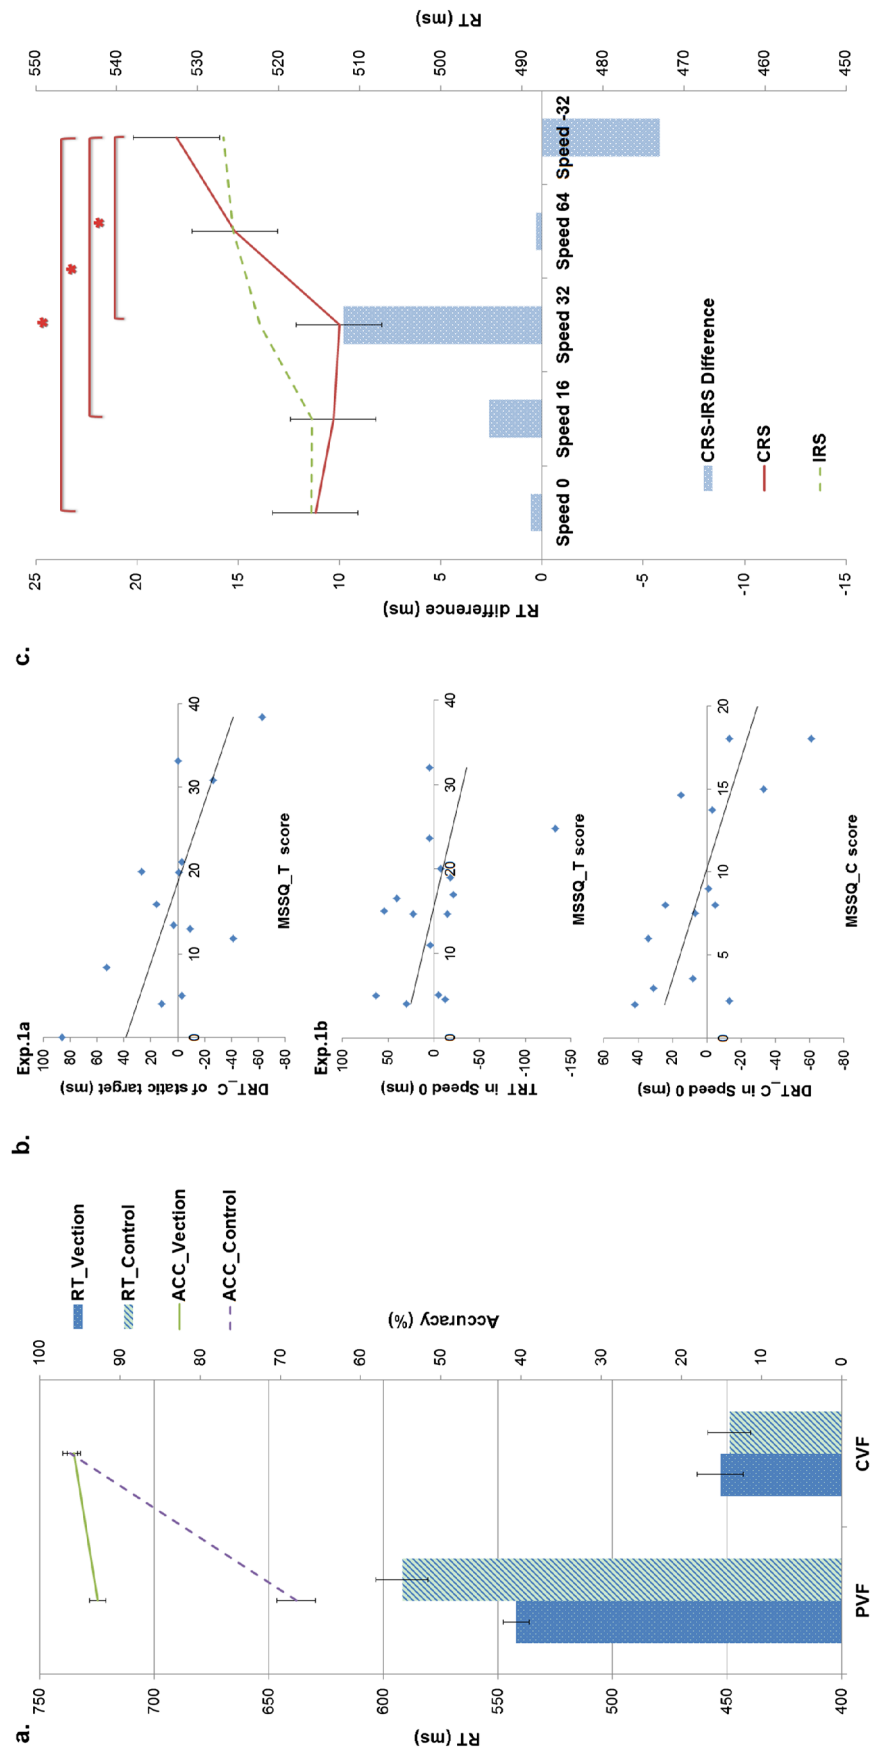 a.
RT (ms)
750
700
650
600
550
500
450
400
PVF
CVF
100
90
80
70
60
50
40
30
20
10
0
Accuracy (%)
RT_Vection
RT_Control
ACC_Vection
ACC_Control
b.
Exp.1a
DRT_C of static target (ms)
100
80
60
40
20
0
-20
-40
-60
-80
0
10
20
30
40
MSSQ_T score
Exp.1b
TRT in Speed 0 (ms)
100
50
0
-50
-100
-150
0
10
20
30
40
MSSQ_T score
DRT_C in Speed 0 (ms)
60
40
20
0
-20
-40
-60
-80
0
5
10
15
20
MSSQ_C score
c.
RT difference (ms)
25
20
15
10
5
0
-5
-10
-15
Speed 0
Speed 16
Speed 32
Speed 64
Speed -32
*
*
*
550
540
530
520
510
500
490
480
470
460
450
RT (ms)
CRS-IRS Difference
CRS
IRS